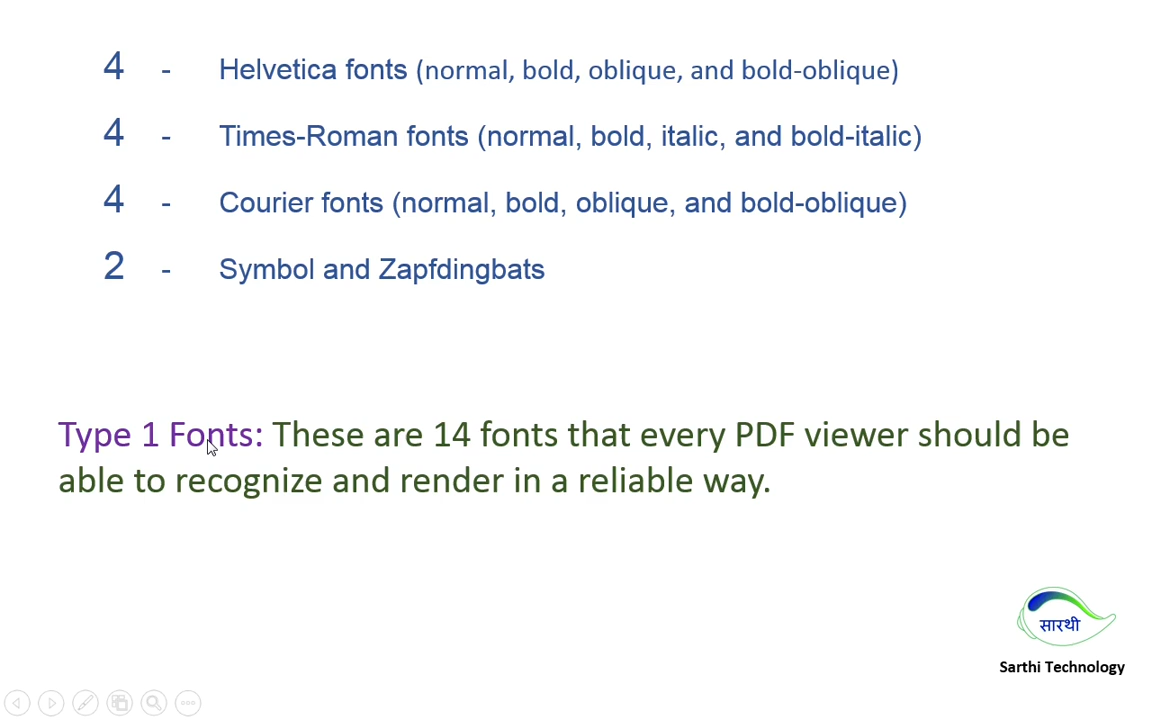 4 - Helvetica fonts (normal, bold, oblique, and bold-oblique)
4 - Times-Roman fonts (normal, bold, italic, and bold-italic)
4 - Courier fonts (normal, bold, oblique, and bold-oblique)
2 - Symbol and Zapfdingbats
Type 1 Fonts: These are 14 fonts that every PDF viewer should be
able to recognize and render in a reliable way.
सारथी
Sarthi Technology